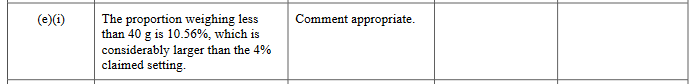 (e)(i)
The proportion weighing less
than 40 g is 10.56%, which is
considerably larger than the 4%
claimed setting.
Comment appropriate.